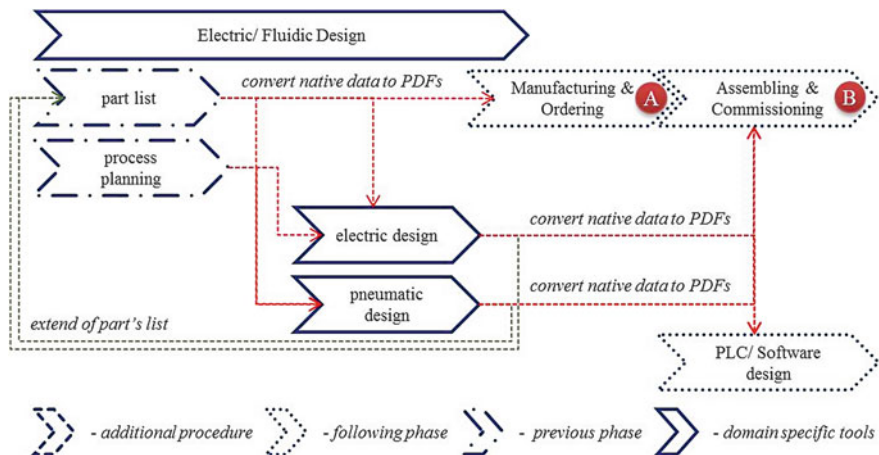 Electric/ Fluidic Design
part list
convert native data to PDFs
Manufacturing &
Ordering
A
Assembling &
Commissioning
B
process
planning
electric design
convert native data to PDFs
pneumatic
design
convert native data to PDFs
extend of part's list
PLC/ Software
design
- additional procedure
- following phase
- previous phase
- domain specific tools